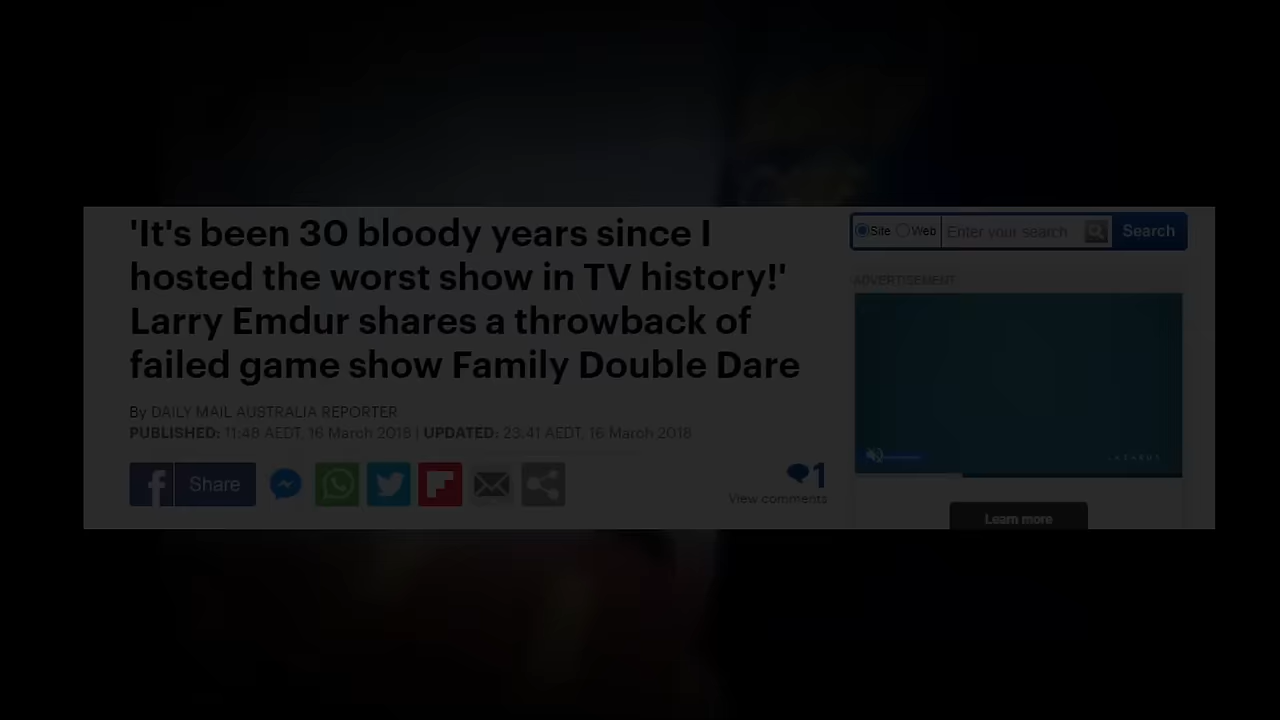 'It's been 30 bloody years since I
hosted the worst show in TV history!'
Larry Emdur shares a throwback of
failed game show Family Double Dare
By DAILY MAIL AUSTRALIA REPORTER
PUBLISHED: 11:48 AEDT, 16 March 2018 | UPDATED: 23:41 AEDT, 16 March 2018
f Share
1
View comments
Site Web Enter your search Search
ADVERTISEMENT
LAZARUS
Learn more